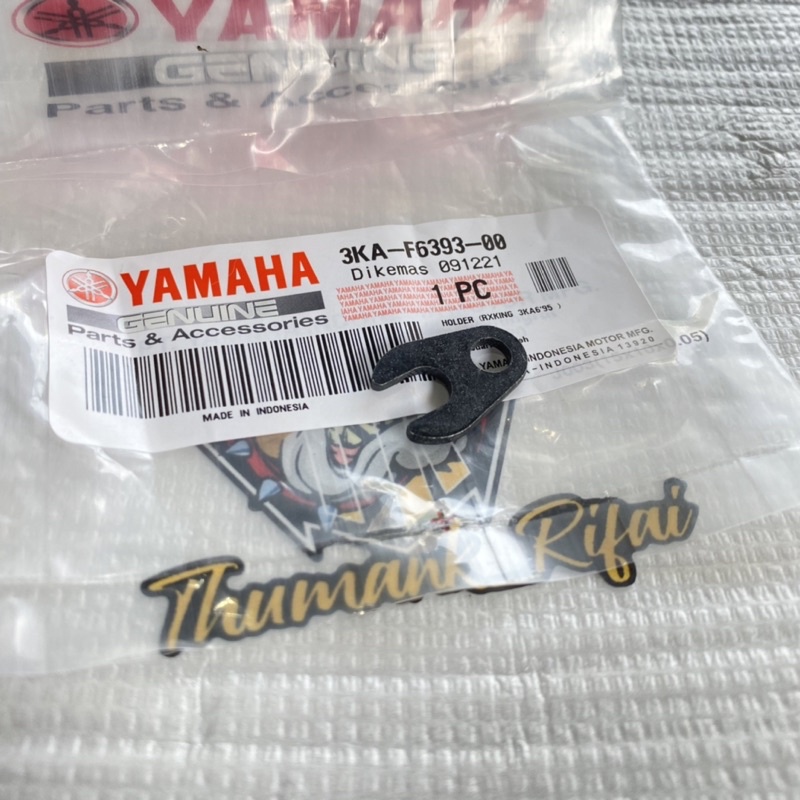 YAMAHA
GENUINE
Parts & Accessories
3KA-F6393-00
Dikemas 091221
YAMAHA
GENUINE
1 PC
Parts & Accessories
HOLDER (RXKING 3KA6'95 )
INDONESIA MOTOR MFG.
-INDONESIA 13920
MADE IN INDONESIA
Thumank Rifai